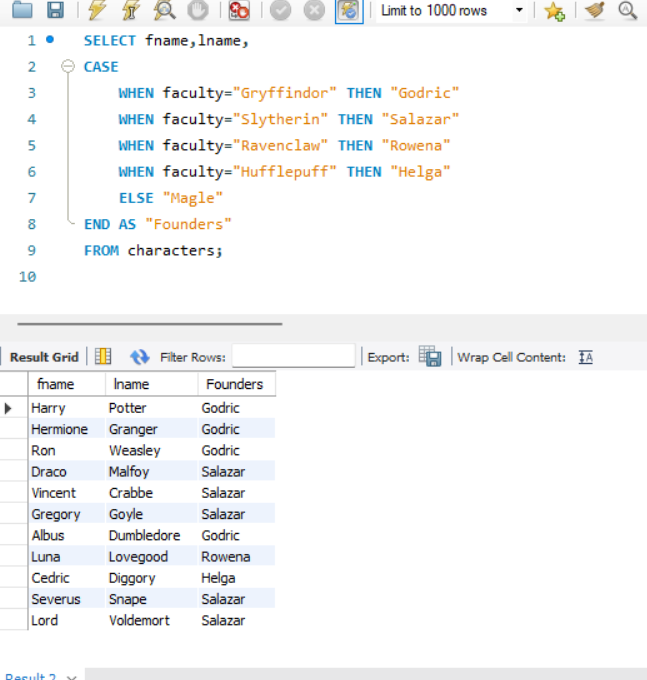 Limit to 1000 rows
1 SELECT fname,lname,
2 CASE
3 WHEN faculty="Gryffindor" THEN "Godric"
4 WHEN faculty="Slytherin" THEN "Salazar"
5 WHEN faculty="Ravenclaw" THEN "Rowena"
6 WHEN faculty="Hufflepuff" THEN "Helga"
7 ELSE "Magle"
8 END AS "Founders"
9 FROM characters;
10
Result Grid Filter Rows: Export: Wrap Cell Content: IA
fname lname Founders
Harry Potter Godric
Hermione Granger Godric
Ron Weasley Godric
Draco Malfoy Salazar
Vincent Crabbe Salazar
Gregory Goyle Salazar
Albus Dumbledore Godric
Luna Lovegood Rowena
Cedric Diggory Helga
Severus Snape Salazar
Lord Voldemort Salazar
Result 2